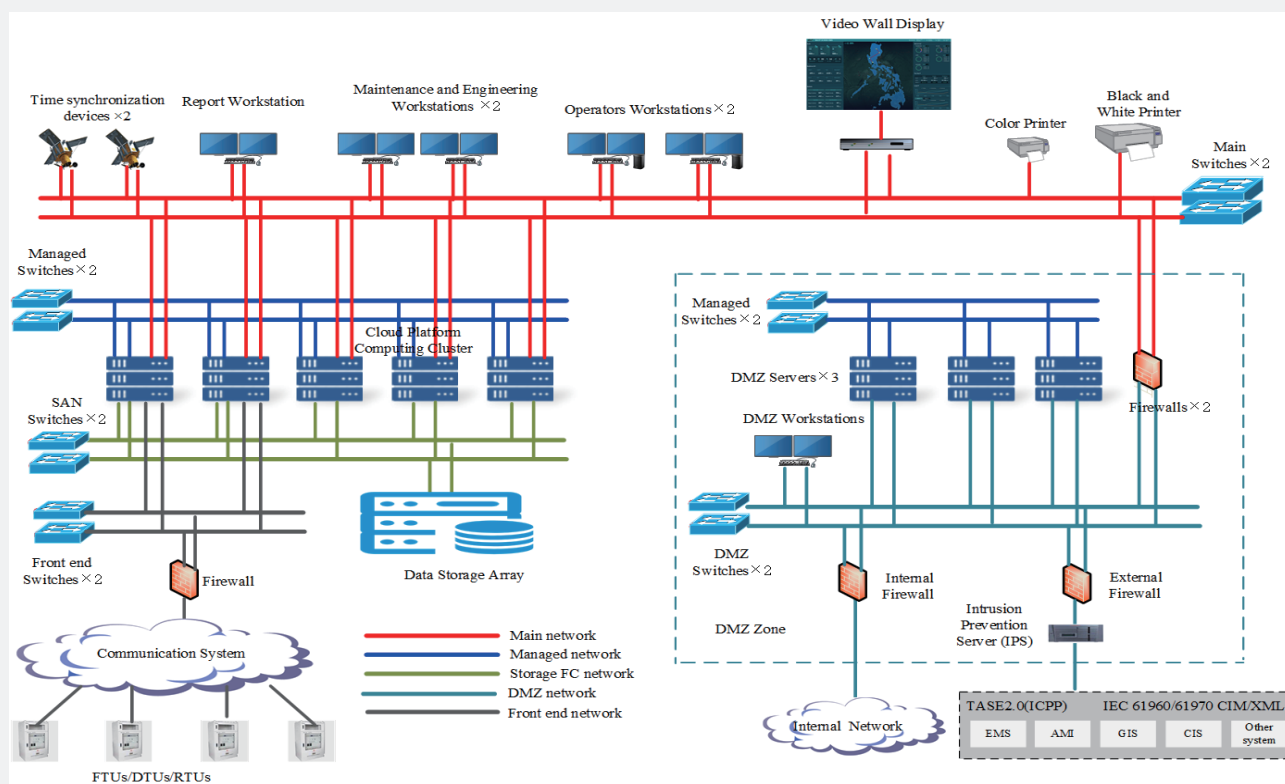 Video Wall Display
Time synchronization
devices ×2
Report Workstation
Maintenance and Engineering
Workstations ×2
Operators Workstations×2
Color Printer
Black and
White Printer
Main
Switches×2
Managed
Switches×2
Cloud Platform
Computing Cluster
SAN
Switches×2
Front end
Switches×2
Firewall
Data Storage Array
Communication System
FTUs/DTUs/RTUs
Main network
Managed network
Storage FC network
DMZ network
Front end network
Managed
Switches×2
DMZ Servers×3
Firewalls×2
DMZ Workstations
DMZ
Switches×2
Internal
Firewall
External
Firewall
Intrusion
Prevention
Server (IPS)
DMZ Zone
Internal Network
TASE2.0(ICPP) IEC 61960/61970 CIM/XML
EMS
AMI
GIS
CIS
Other
system